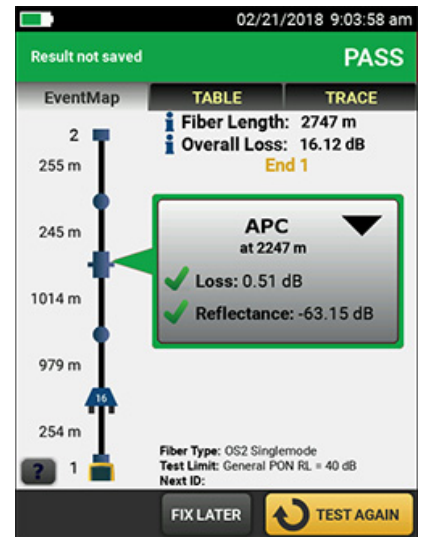 02/21/2018 9:03:58 am
Result not saved
PASS
EventMap
TABLE
TRACE
i Fiber Length: 2747 m
i Overall Loss: 16.12 dB
End 1
2
255 m
245 m
APC
at 2247 m
Loss: 0.51 dB
Reflectance: -63.15 dB
1014 m
979 m
16
254 m
? 1
Fiber Type: OS2 Singlemode
Test Limit: General PON RL = 40 dB
Next ID:
FIX LATER
TEST AGAIN